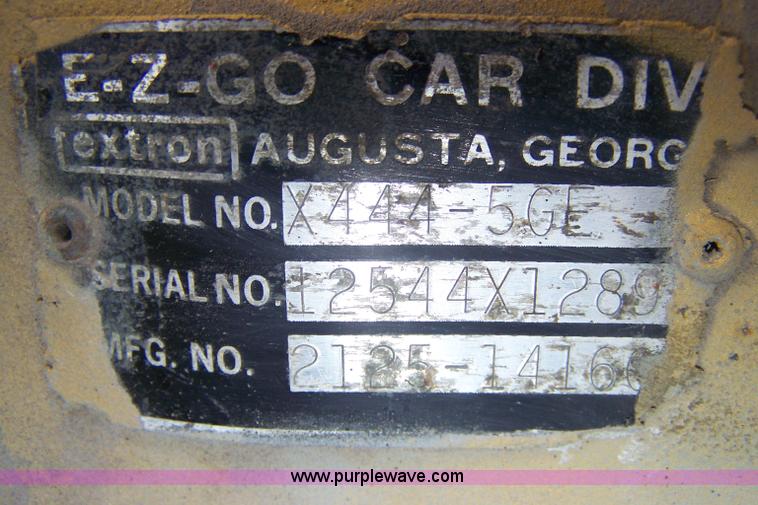 E-Z-GO CAR DIV
textron AUGUSTA, GEORG
MODEL NO. X444-5GE
SERIAL NO. 12544X1289
MFG. NO. 2125-14166
www.purplewave.com